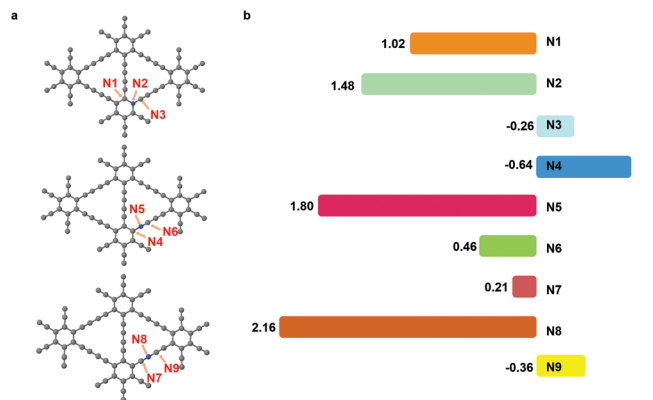 a
N1 N2
N3
N5
N6
N4
N8
N9
N7
b
1.02 N1
1.48 N2
-0.26 N3
-0.64 N4
1.80 N5
0.46 N6
0.21 N7
2.16 N8
-0.36 N9